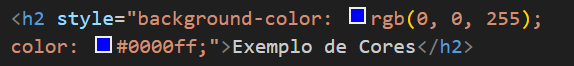 <h2 style="background-color: rgb(0, 0, 255);
color: #0000ff;">Exemplo de Cores</h2>